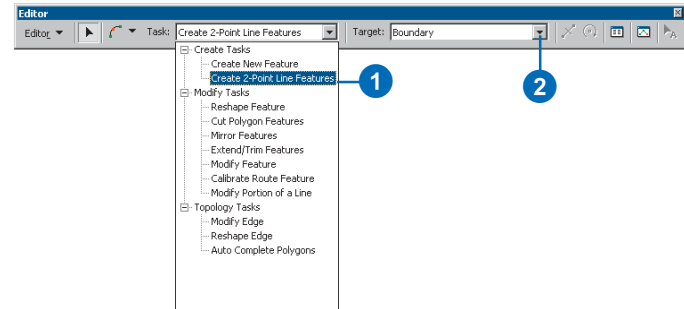 Editor
Editor Task: Create 2-Point Line Features Target: Boundary
Create Tasks
Create New Feature
Create 2-Point Line Features
1
2
Modify Tasks
Reshape Feature
Cut Polygon Features
Mirror Features
Extend/Trim Features
Modify Feature
Calibrate Route Feature
Modify Portion of a Line
Topology Tasks
Modify Edge
Reshape Edge
Auto Complete Polygons